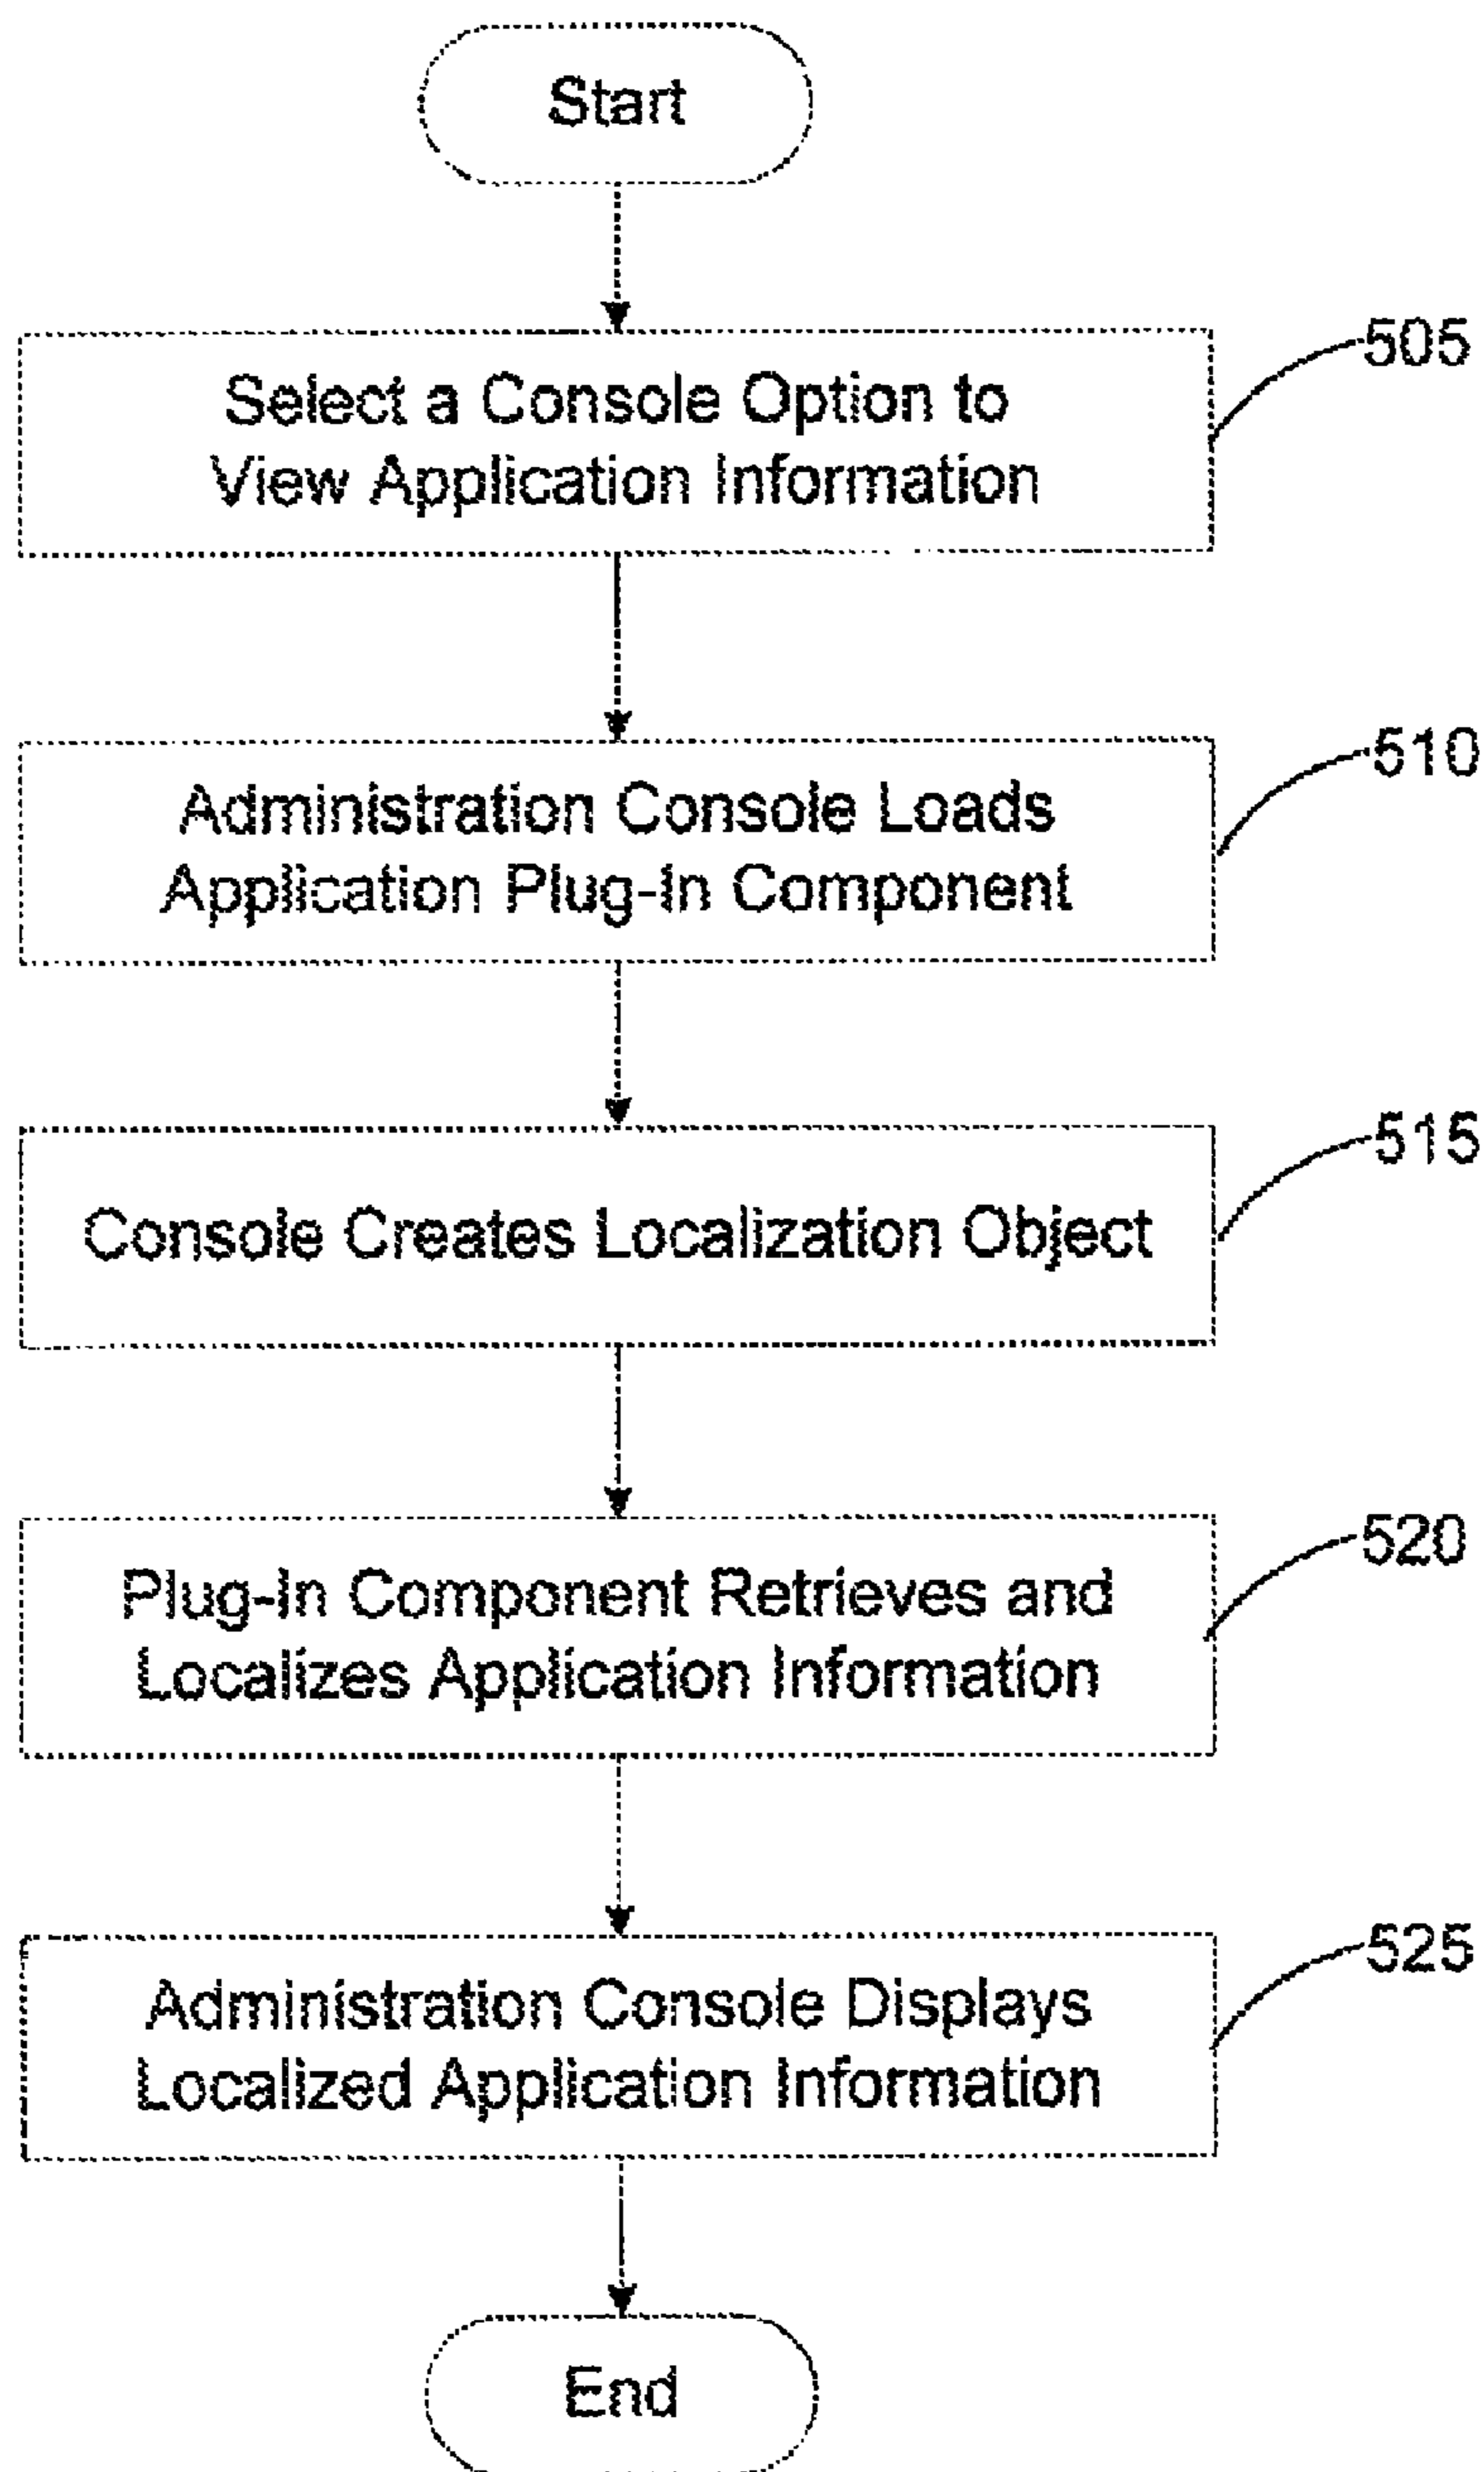 Start
505
Select a Console Option to
View Application Information
510
Administration Console Loads
Application Plug-In Component
515
Console Creates Localization Object
520
Plug-In Component Retrieves and
Localizes Application Information
525
Administration Console Displays
Localized Application Information
End